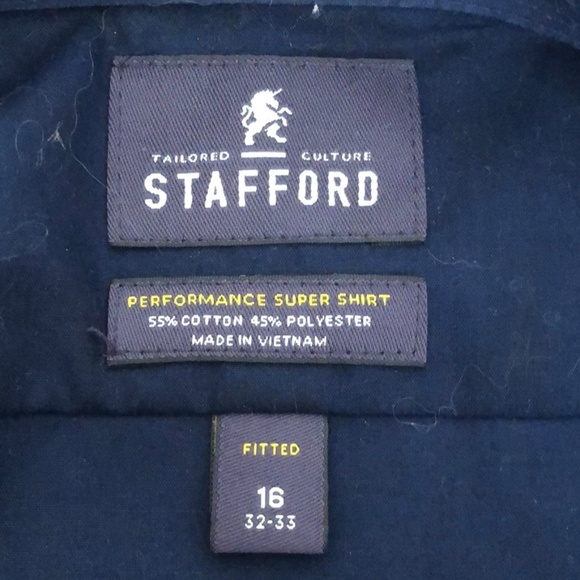 TAILORED CULTURE
STAFFORD
PERFORMANCE SUPER SHIRT
55% COTTON 45% POLYESTER
MADE IN VIETNAM
FITTED
16
32-33